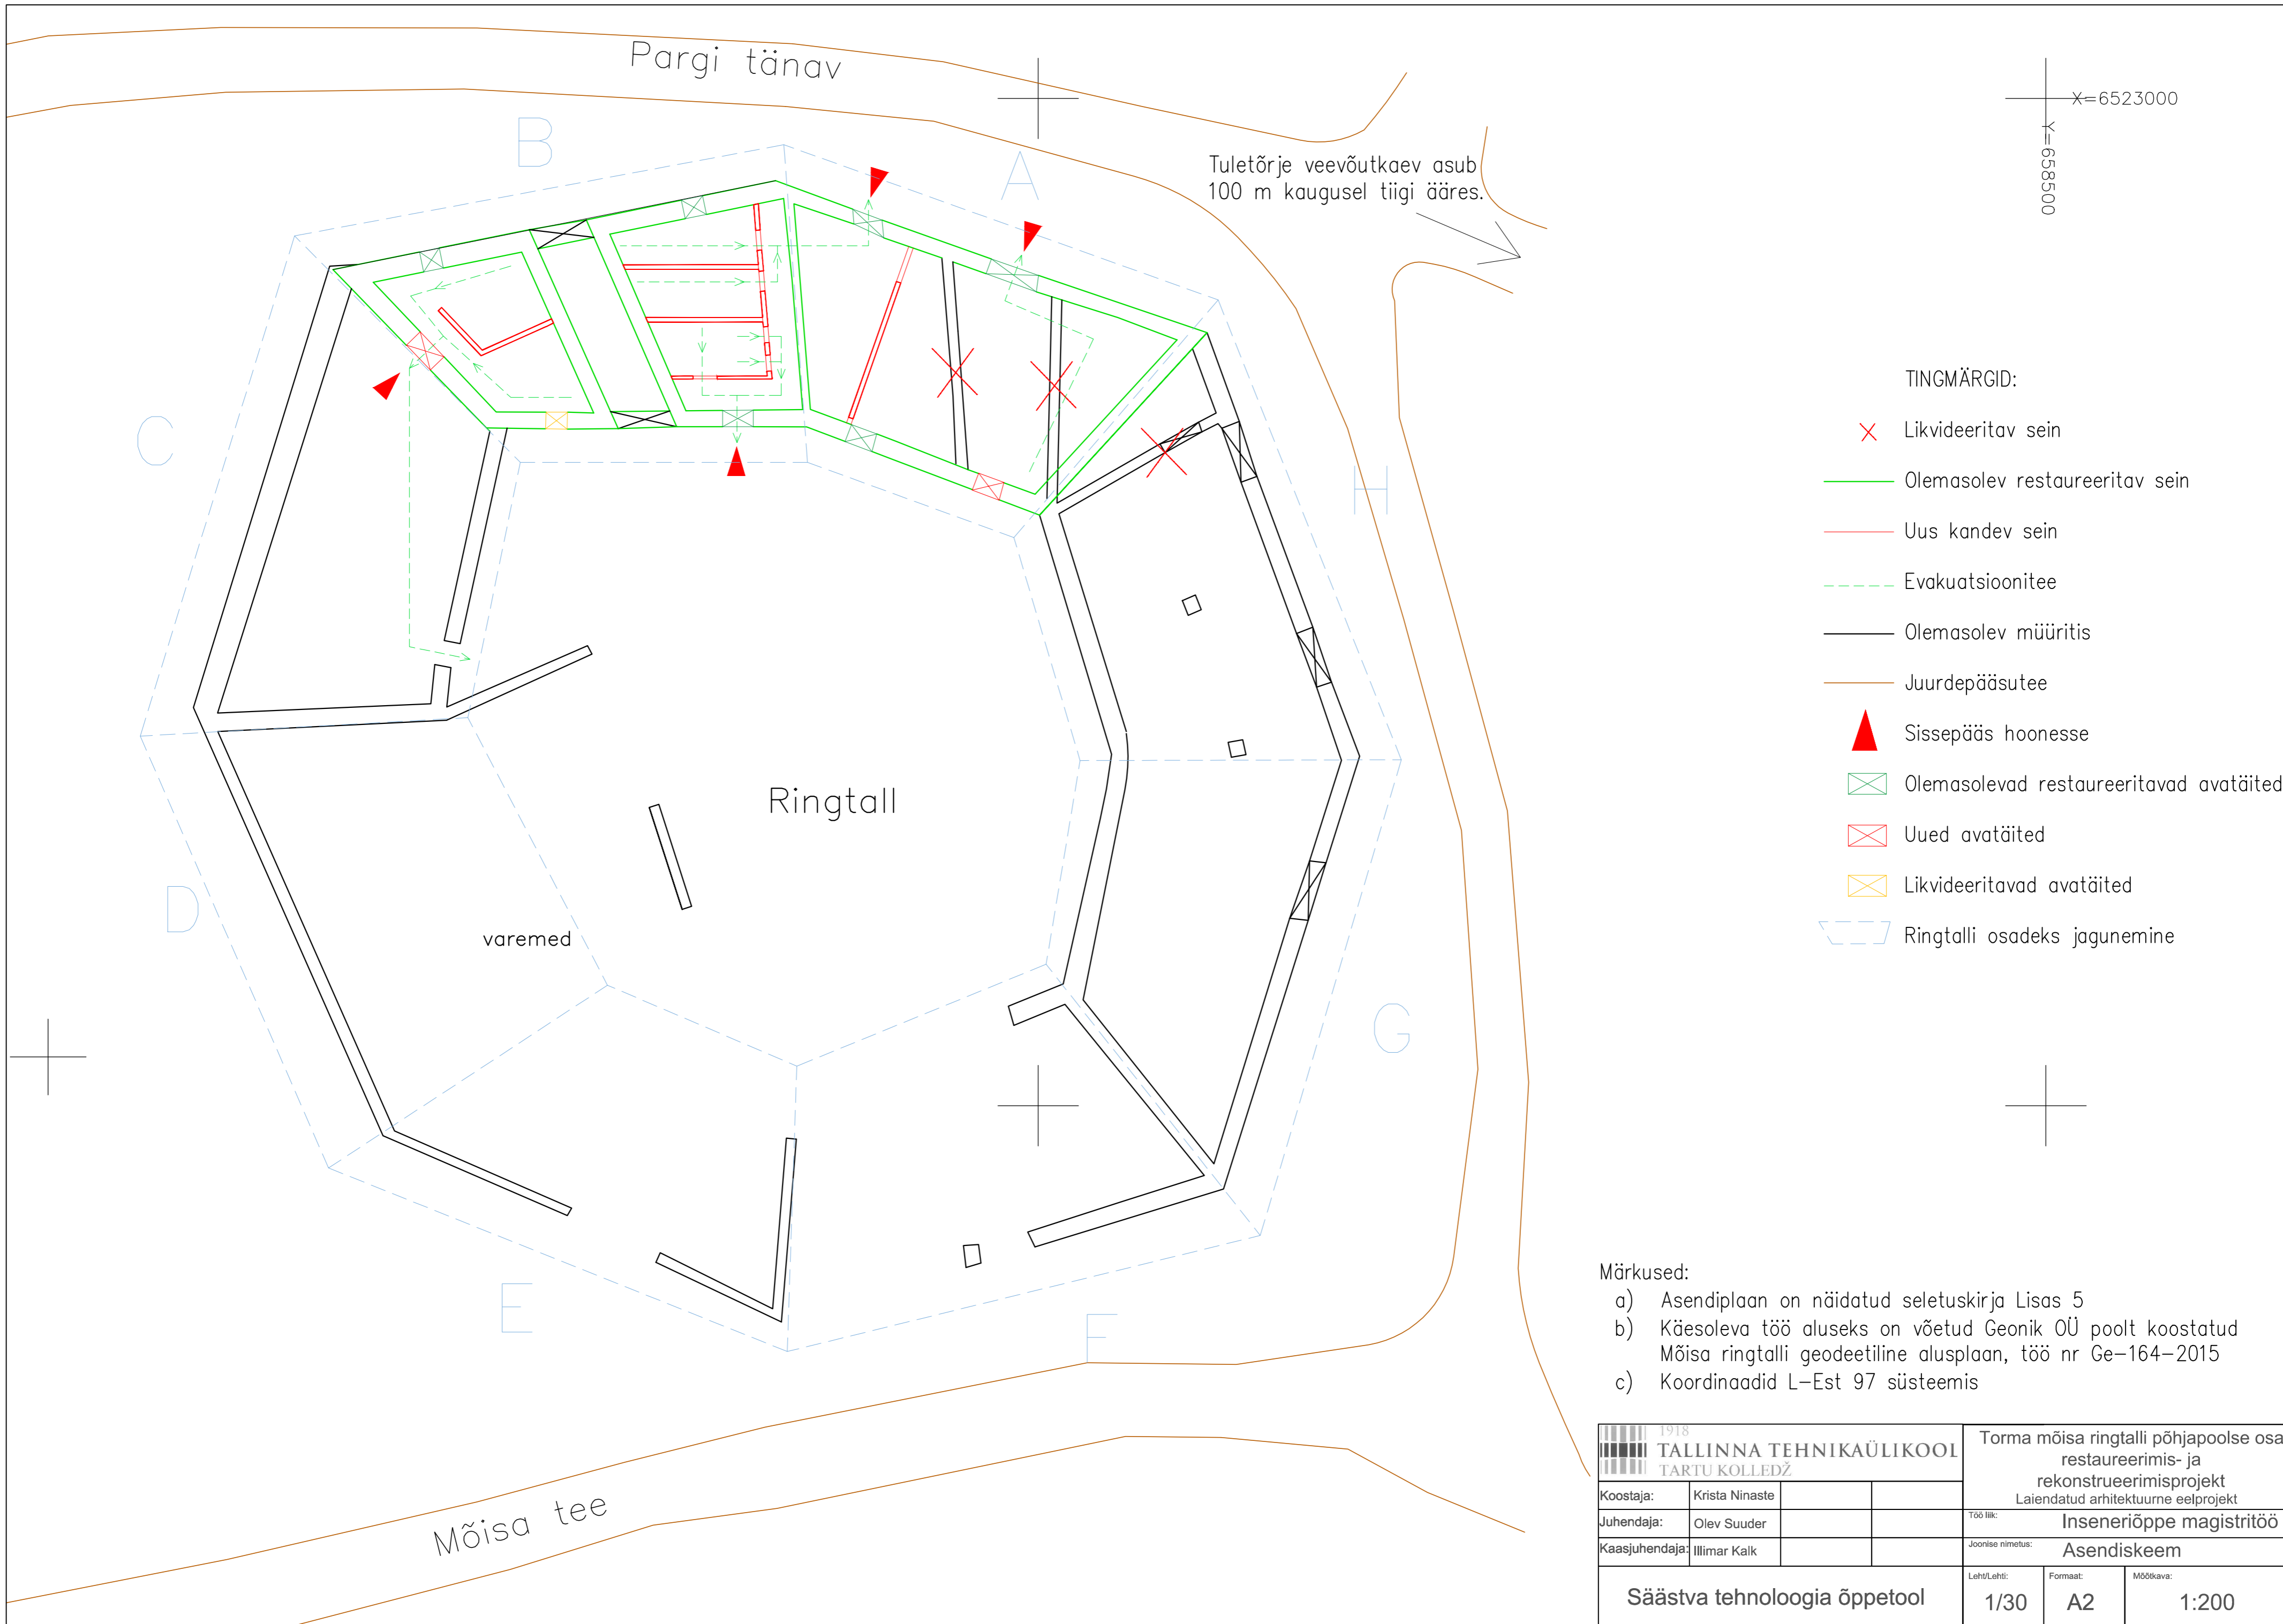 Pargi tänav
X=6523000
Y=658500
B
A
Tuletõrje veevõutkaev asub
100 m kaugusel tiigi ääres.
C
H
D
G
E
F
Ringtall
varemed
Mõisa tee
TINGMÄRGID:
Likvideeritav sein
Olemasolev restaureeritav sein
Uus kandev sein
Evakuatsioonitee
Olemasolev müüritis
Juurdepääsutee
Sissepääs hoonesse
Olemasolevad restaureeritavad avatäited
Uued avatäited
Likvideeritavad avatäited
Ringtalli osadeks jagunemine
Märkused:
a) Asendiplaan on näidatud seletuskirja Lisas 5
b) Käesoleva töö aluseks on võetud Geonik OÜ poolt koostatud
Mõisa ringtalli geodeetiline alusplaan, töö nr Ge-164-2015
c) Koordinaadid L-Est 97 süsteemis
1918
TALLINNA TEHNIKAÜLIKOOL
TARTU KOLLEDŽ
Koostaja: Krista Ninaste
Juhendaja: Olev Suuder
Kaasjuhendaja: Illimar Kalk
Säästva tehnoloogia õppetool
Torma mõisa ringtalli põhjapoolse osa
restaureerimis- ja
rekonstrueerimisprojekt
Laiendatud arhitektuurne eelprojekt
Töö liik: Inseneriõppe magistritöö
Joonise nimetus: Asendiskeem
Leht/Lehti: Formaat: Mõõtkava:
1/30 A2 1:200